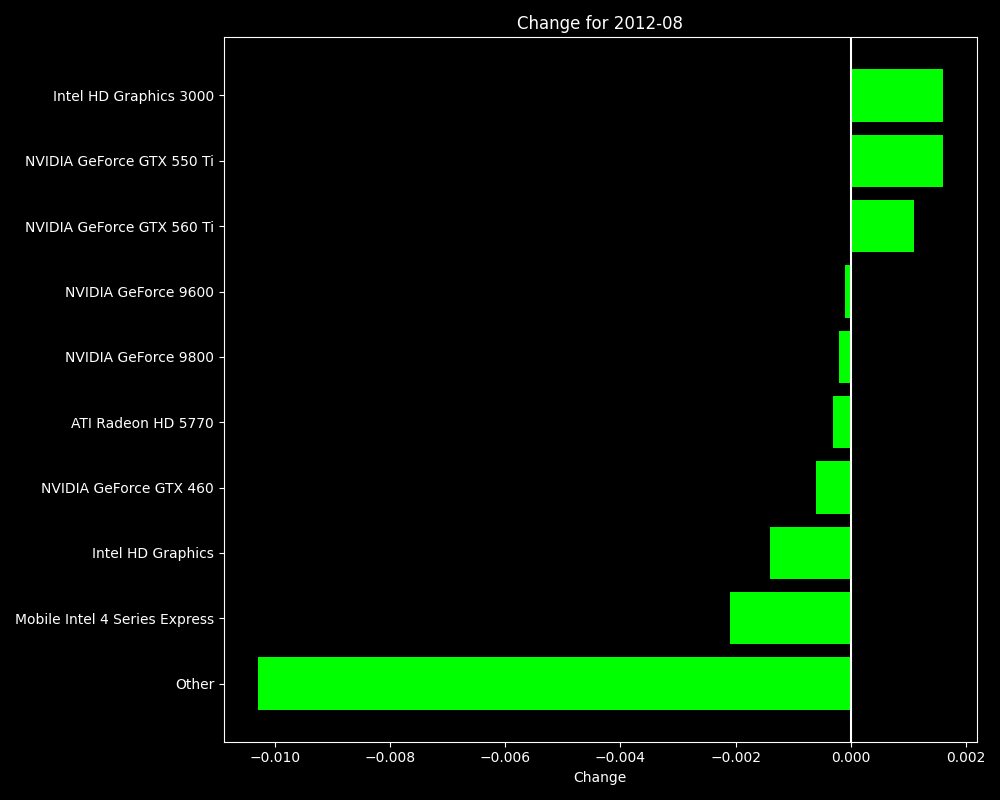 Change for 2012-08
Intel HD Graphics 3000
NVIDIA GeForce GTX 550 Ti
NVIDIA GeForce GTX 560 Ti
NVIDIA GeForce 9600
NVIDIA GeForce 9800
ATI Radeon HD 5770
NVIDIA GeForce GTX 460
Intel HD Graphics
Mobile Intel 4 Series Express
Other
−0.010 −0.008 −0.006 −0.004 −0.002 0.000 0.002
Change